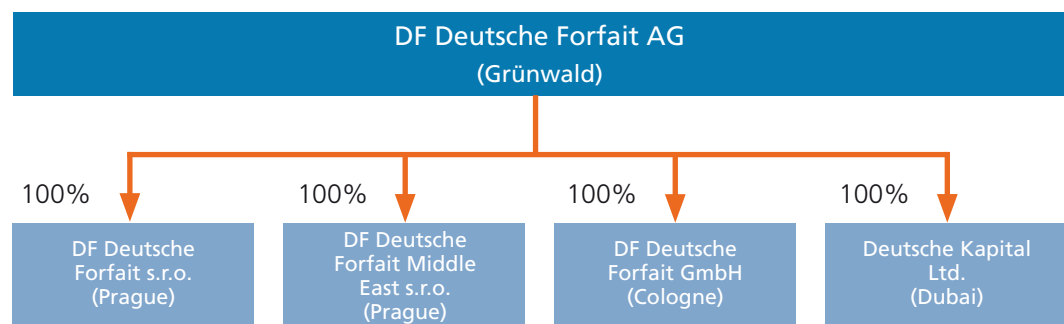 DF Deutsche Forfait AG
(Grünwald)
100%
100%
100%
100%
DF Deutsche
Forfait s.r.o.
(Prague)
DF Deutsche
Forfait Middle
East s.r.o.
(Prague)
DF Deutsche
Forfait GmbH
(Cologne)
Deutsche Kapital
Ltd.
(Dubai)